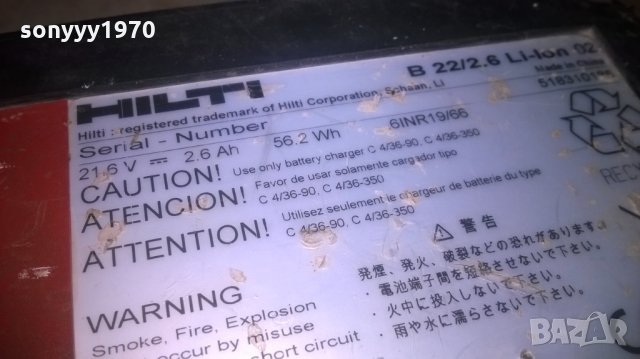 sonyyy1970
HILTI
B 22/2.6 Li-Ion 02
Hilti : registered trademark of Hilti Corporation, Schaan, Li
Made in China
Serial - Number
6INR19/66
21.6 V ⎓ 2.6 Ah 56.2 Wh
CAUTION! Use only battery charger C 4/36-90, C 4/36-350
ATENCION! Favor de usar solamente cargador tipo
C 4/36-90, C 4/36-350
ATTENTION! Utilisez seulement le chargeur de batterie du type
C 4/36-90, C 4/36-350
⚠ 警告
発煙、発火、破裂などの恐れがあります。
・電池端子間を短絡させないで下さい。
・火中に投入しないで下さい。
・雨や水に濡らさないで下さい。
WARNING
Smoke, Fire, Explosion
occur by misuse
short circuit
BAZAR
bg